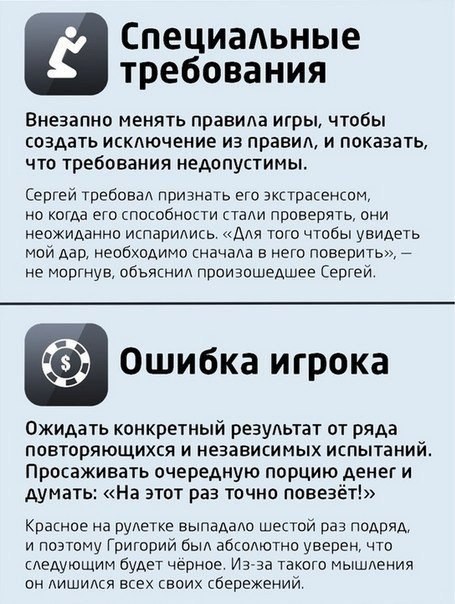 Специальные
требования
Внезапно менять правила игры, чтобы
создать исключение из правил, и показать,
что требования недопустимы.
Сергей требовал признать его экстрасенсом,
но когда его способности стали проверять, они
неожиданно испарились. «Для того чтобы увидеть
мой дар, необходимо сначала в него поверить», —
не моргнув, объяснил произошедшее Сергей.
$
Ошибка игрока
Ожидать конкретный результат от ряда
повторяющихся и независимых испытаний.
Просаживать очередную порцию денег и
думать: «На этот раз точно повезёт!»
Красное на рулетке выпадало шестой раз подряд,
и поэтому Григорий был абсолютно уверен, что
следующим будет чёрное. Из-за такого мышления
он лишился всех своих сбережений.